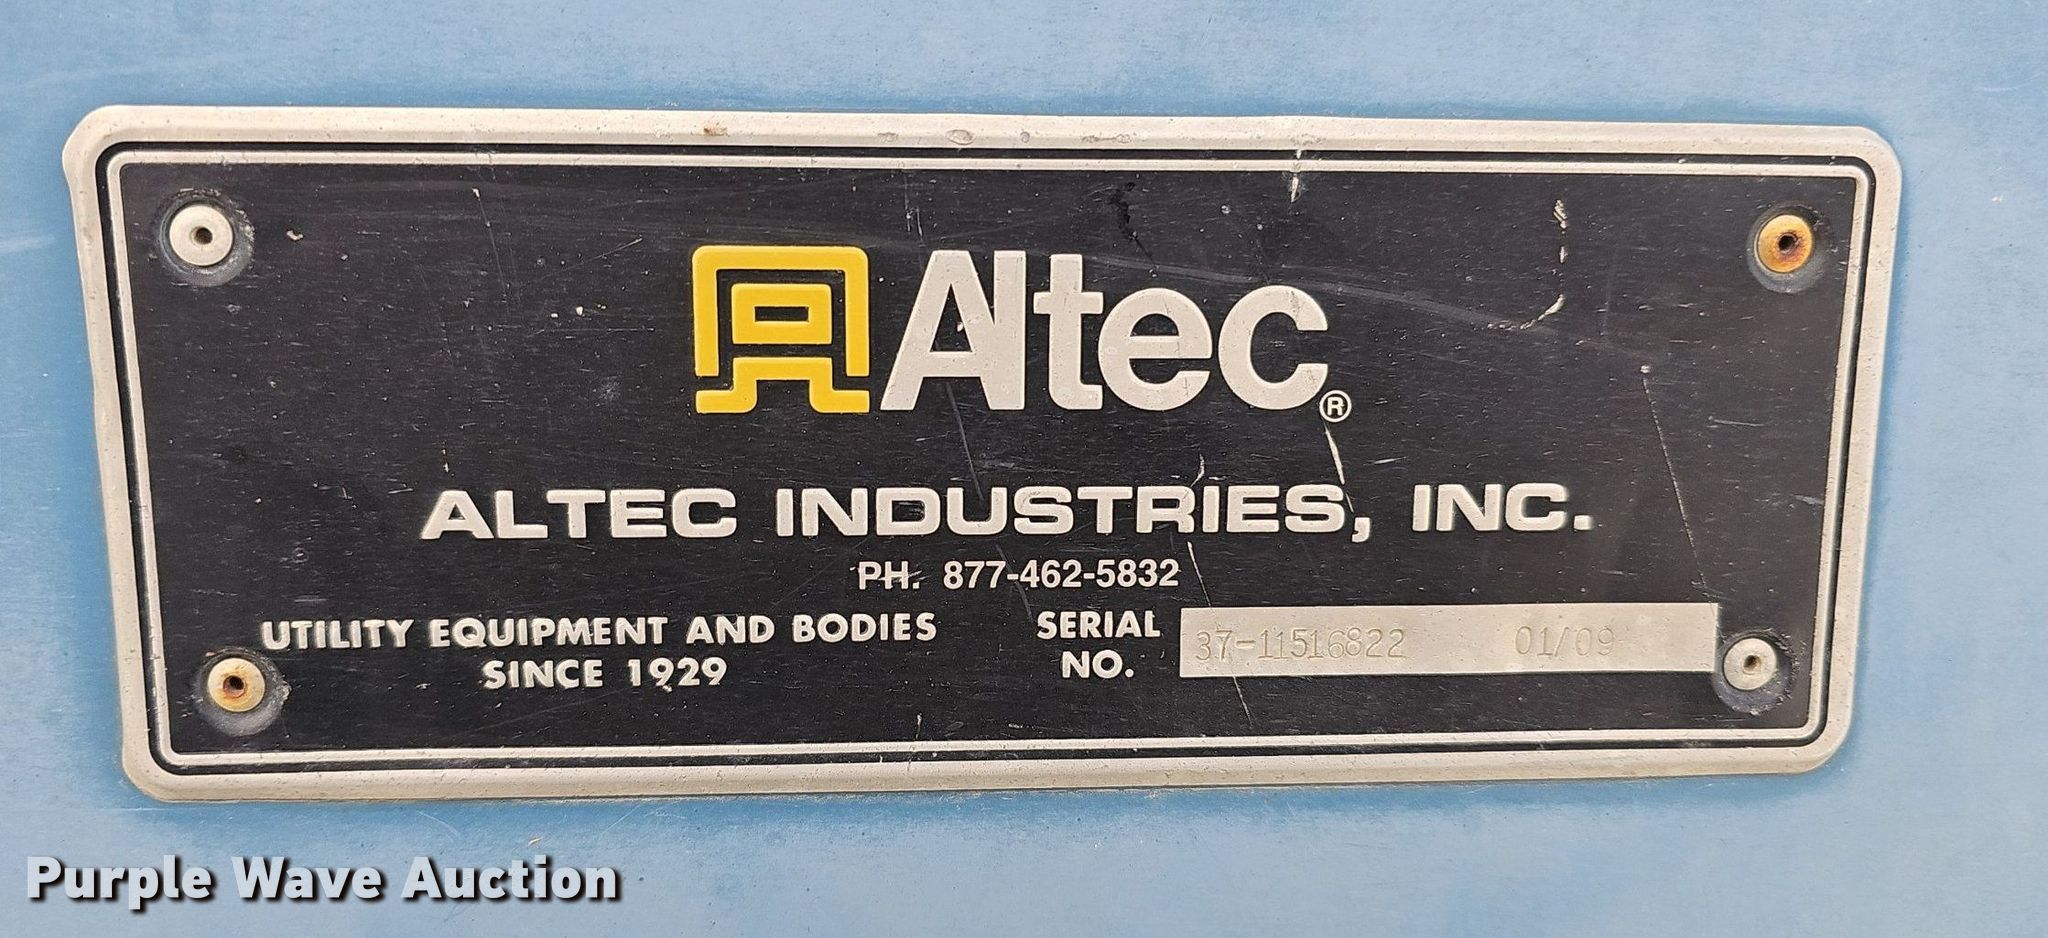 Altec®
ALTEC INDUSTRIES, INC.
PH. 877-462-5832
UTILITY EQUIPMENT AND BODIES
SINCE 1929
SERIAL
NO.
37-11516822 01/09
Purple Wave Auction